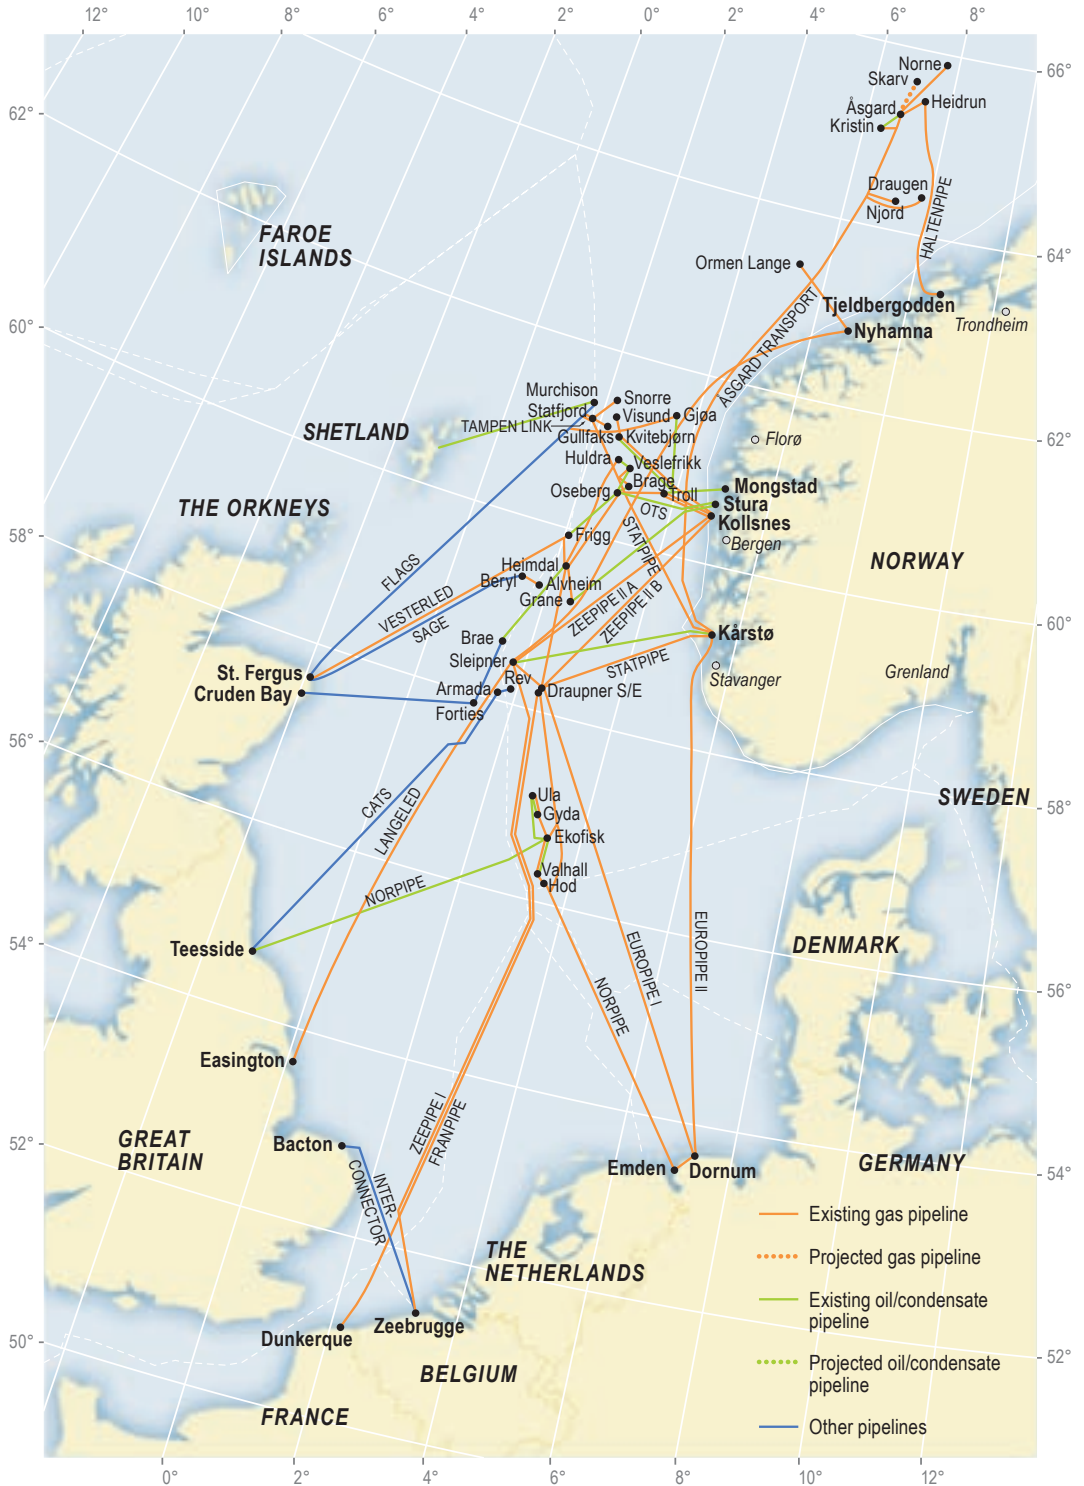 12°
10°
8°
6°
4°
2°
0°
2°
4°
6°
8°
66°
Norne
Skarv
Åsgard
Heidrun
Kristin
62°
Draugen
Njord
HALTENPIPE
FAROE
ISLANDS
64°
Ormen Lange
Tjeldbergodden
Trondheim
Nyhamna
ÅSGARD TRANSPORT
60°
Murchison
Snorre
Statfjord
Visund
Gjøa
TAMPEN LINK
Gullfaks
Kvitebjørn
SHETLAND
Florø
62°
Huldra
Veslefrikk
Brage
Oseberg
Troll
Mongstad
Stura
OTS
Kollsnes
Bergen
THE ORKNEYS
58°
Frigg
STATPIPE
NORWAY
FLAGS
Heimdal
Beryl
Alvheim
Grane
VESTERLED
SAGE
ZEEPIPE II A
ZEEPIPE II B
60°
Brae
Kårstø
Sleipner
STATPIPE
St. Fergus
Rev
Stavanger
Grenland
Cruden Bay
Armada
Draupner S/E
Forties
56°
CATS
LANGELED
Ula
Gyda
SWEDEN
58°
Ekofisk
Valhall
Hod
NORPIPE
54°
Teesside
DENMARK
EUROPIPE II
EUROPIPE I
NORPIPE
56°
Easington
ZEEPIPE I
FRANPIPE
52°
GREAT
BRITAIN
Bacton
INTER-
CONNECTOR
Emden
Dornum
GERMANY
54°
Existing gas pipeline
THE
NETHERLANDS
Projected gas pipeline
Existing oil/condensate
pipeline
50°
Dunkerque
Zeebrugge
52°
Projected oil/condensate
pipeline
BELGIUM
FRANCE
Other pipelines
0°
2°
4°
6°
8°
10°
12°